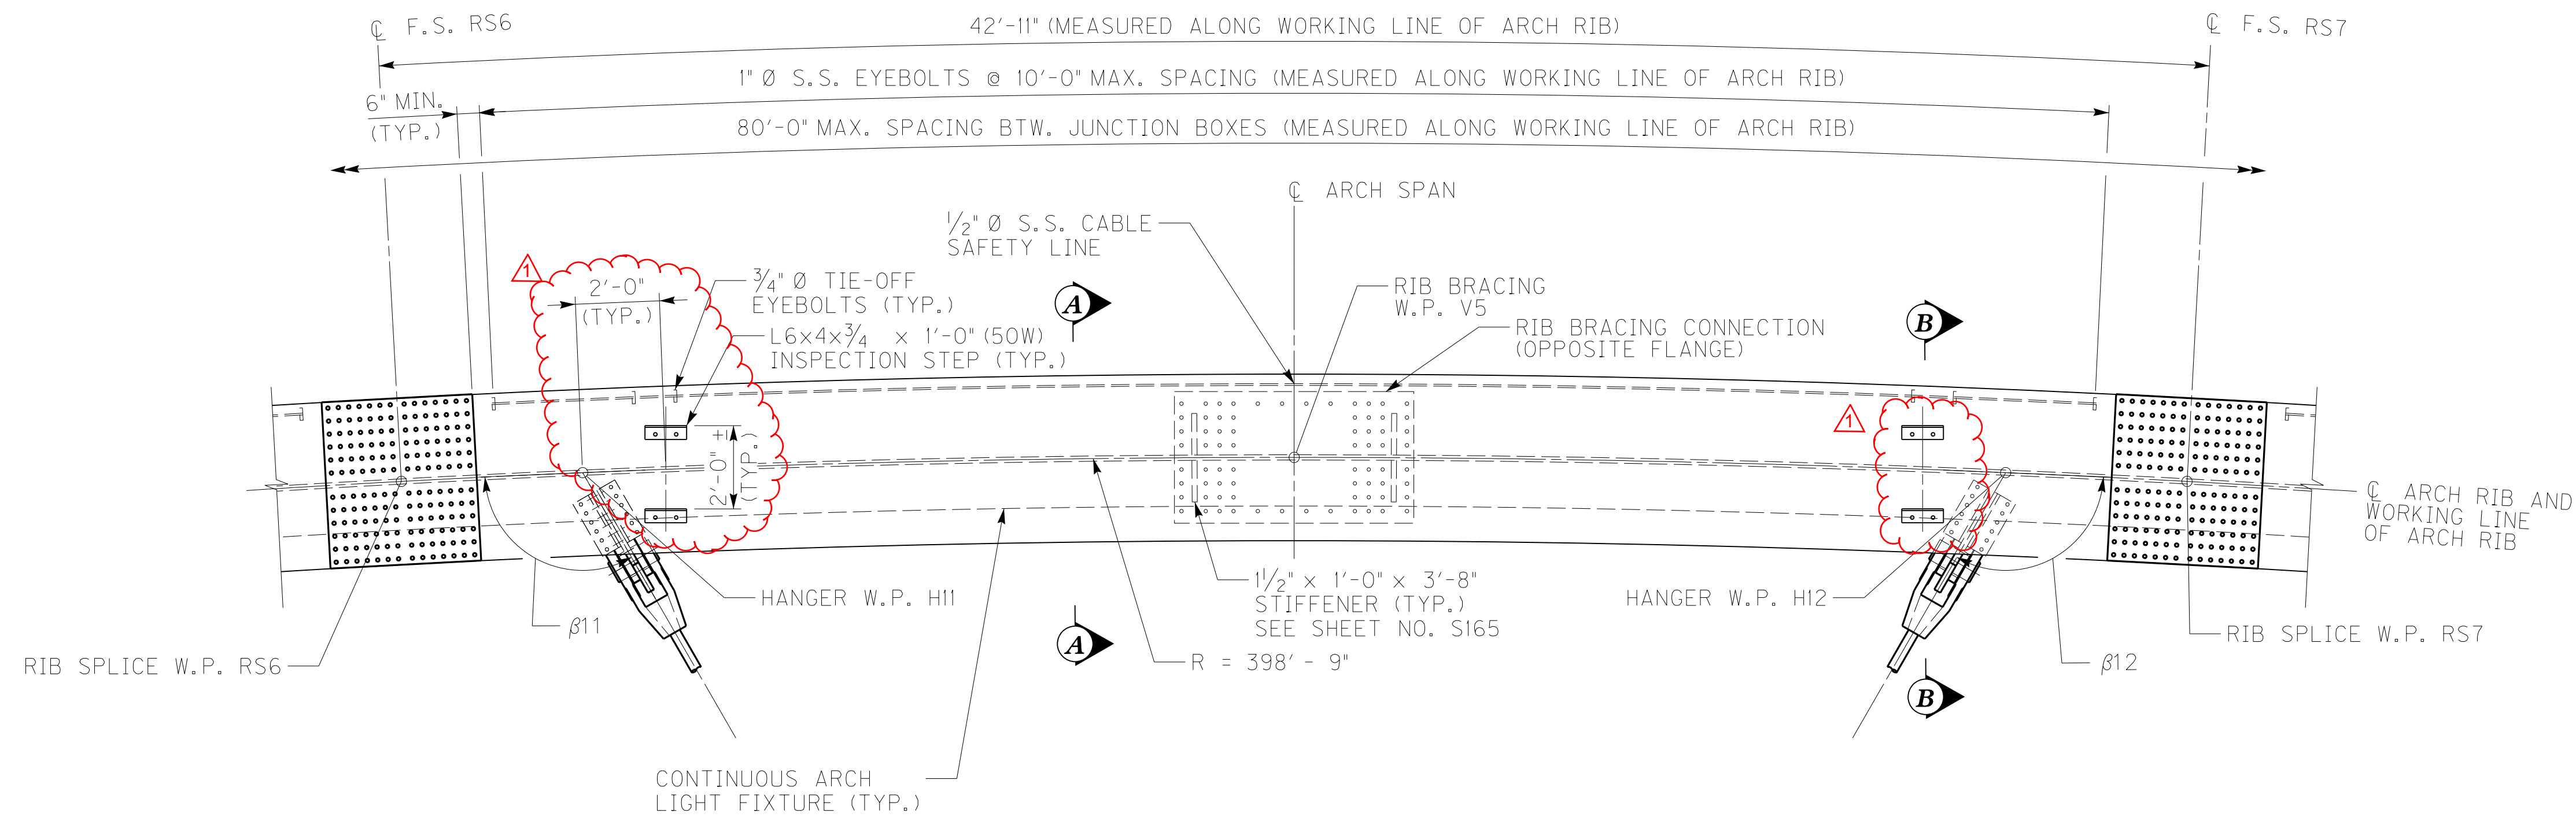 ℄ F.S. RS6
42'-11" (MEASURED ALONG WORKING LINE OF ARCH RIB)
℄ F.S. RS7
1" Ø S.S. EYEBOLTS @ 10'-0" MAX. SPACING (MEASURED ALONG WORKING LINE OF ARCH RIB)
6" MIN.
(TYP.)
80'-0" MAX. SPACING BTW. JUNCTION BOXES (MEASURED ALONG WORKING LINE OF ARCH RIB)
℄ ARCH SPAN
1/2" Ø S.S. CABLE
SAFETY LINE
1
2'-0"
(TYP.)
3/4" Ø TIE-OFF
EYEBOLTS (TYP.)
A
RIB BRACING
W.P. V5
B
L6x4x3/4 x 1'-0" (50W)
INSPECTION STEP (TYP.)
RIB BRACING CONNECTION
(OPPOSITE FLANGE)
1
2'-0" ±
(TYP.)
℄ ARCH RIB AND
WORKING LINE
OF ARCH RIB
HANGER W.P. H11
1 1/2" x 1'-0" x 3'-8"
STIFFENER (TYP.)
SEE SHEET NO. S165
HANGER W.P. H12
β11
A
R = 398' - 9"
RIB SPLICE W.P. RS6
RIB SPLICE W.P. RS7
β12
B
CONTINUOUS ARCH
LIGHT FIXTURE (TYP.)